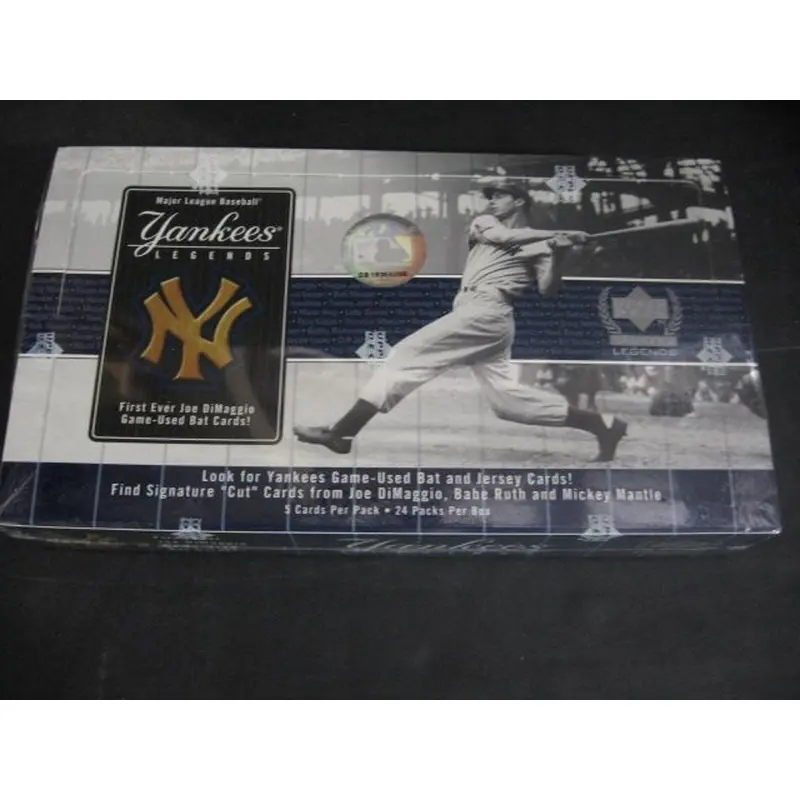 Major League Baseball
Yankees®
LEGENDS
NY
First Ever Joe DiMaggio
Game-Used Bat Cards!
LEGENDS
Look for Yankees Game-Used Bat and Jersey Cards!
Find Signature "Cut" Cards from Joe DiMaggio, Babe Ruth and Mickey Mantle
5 Cards Per Pack • 24 Packs Per Box
Yankees